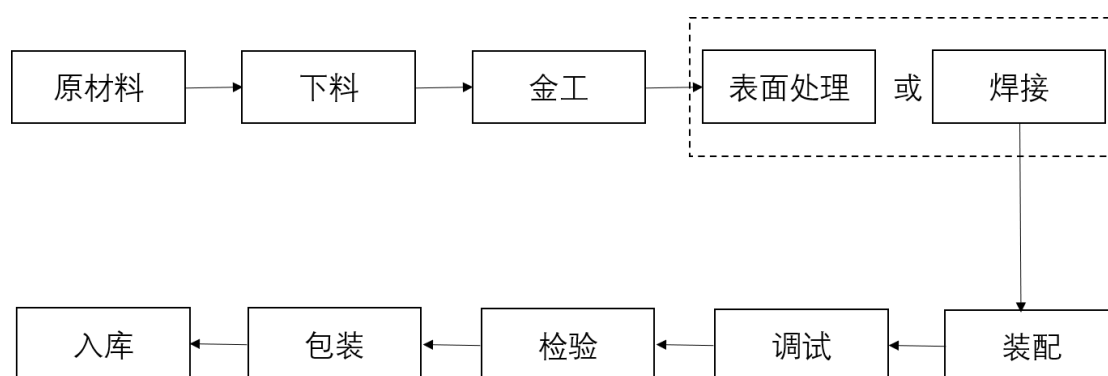 原材料 下料 金工 表面处理 或 焊接
入库 包装 检验 调试 装配